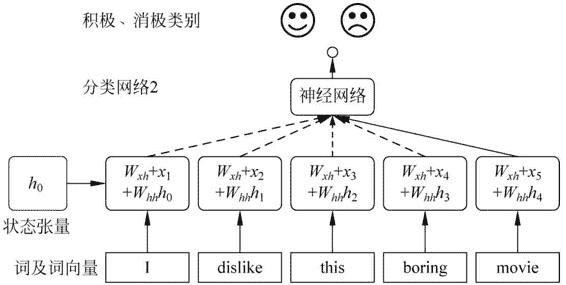 积极、消极类别
分类网络2
神经网络
h₀
Wₓₕ+x₁
+Wₕₕh₀
Wₓₕ+x₂
+Wₕₕh₁
Wₓₕ+x₃
+Wₕₕh₂
Wₓₕ+x₄
+Wₕₕh₃
Wₓₕ+x₅
+Wₕₕh₄
状态张量
词及词向量
I
dislike
this
boring
movie